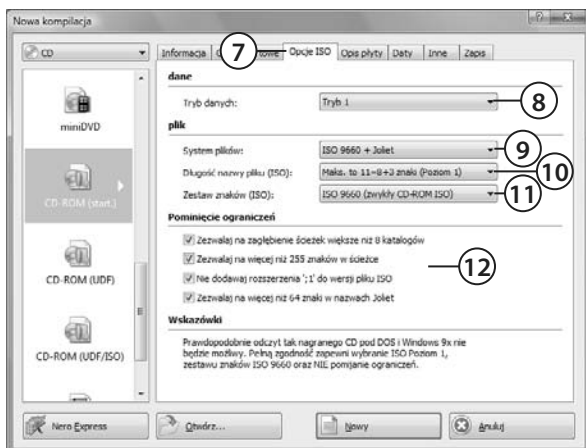 Nowa kompilacja
CD
Informacja
7
Opcje ISO
Opis płyty
Daty
Inne
Zapis
dane
Tryb danych:
Tryb 1
8
miniDVD
plik
System plików:
ISO 9660 + Joliet
9
Długość nazwy pliku (ISO):
Maks. to 11=8+3 znaki (Poziom 1)
10
Zestaw znaków (ISO):
ISO 9660 (zwykły CD-ROM ISO)
11
CD-ROM (start.)
Pominięcie ograniczeń
Zezwalaj na zagłębienie ścieżek większe niż 8 katalogów
Zezwalaj na więcej niż 255 znaków w ścieżce
12
Nie dodawaj rozszerzenia ';1' do wersji pliku ISO
Zezwalaj na więcej niż 64 znaki w nazwach Joliet
CD-ROM (UDF)
Wskazówki
Prawdopodobnie odczyt tak nagranego CD pod DOS i Windows 9x nie
będzie możliwy. Pełną zgodność zapewni wybranie ISO Poziom 1,
zestawu znaków ISO 9660 oraz NIE pomijanie ograniczeń.
CD-ROM (UDF/ISO)
Nero Express
Otwórz...
Nowy
Anuluj